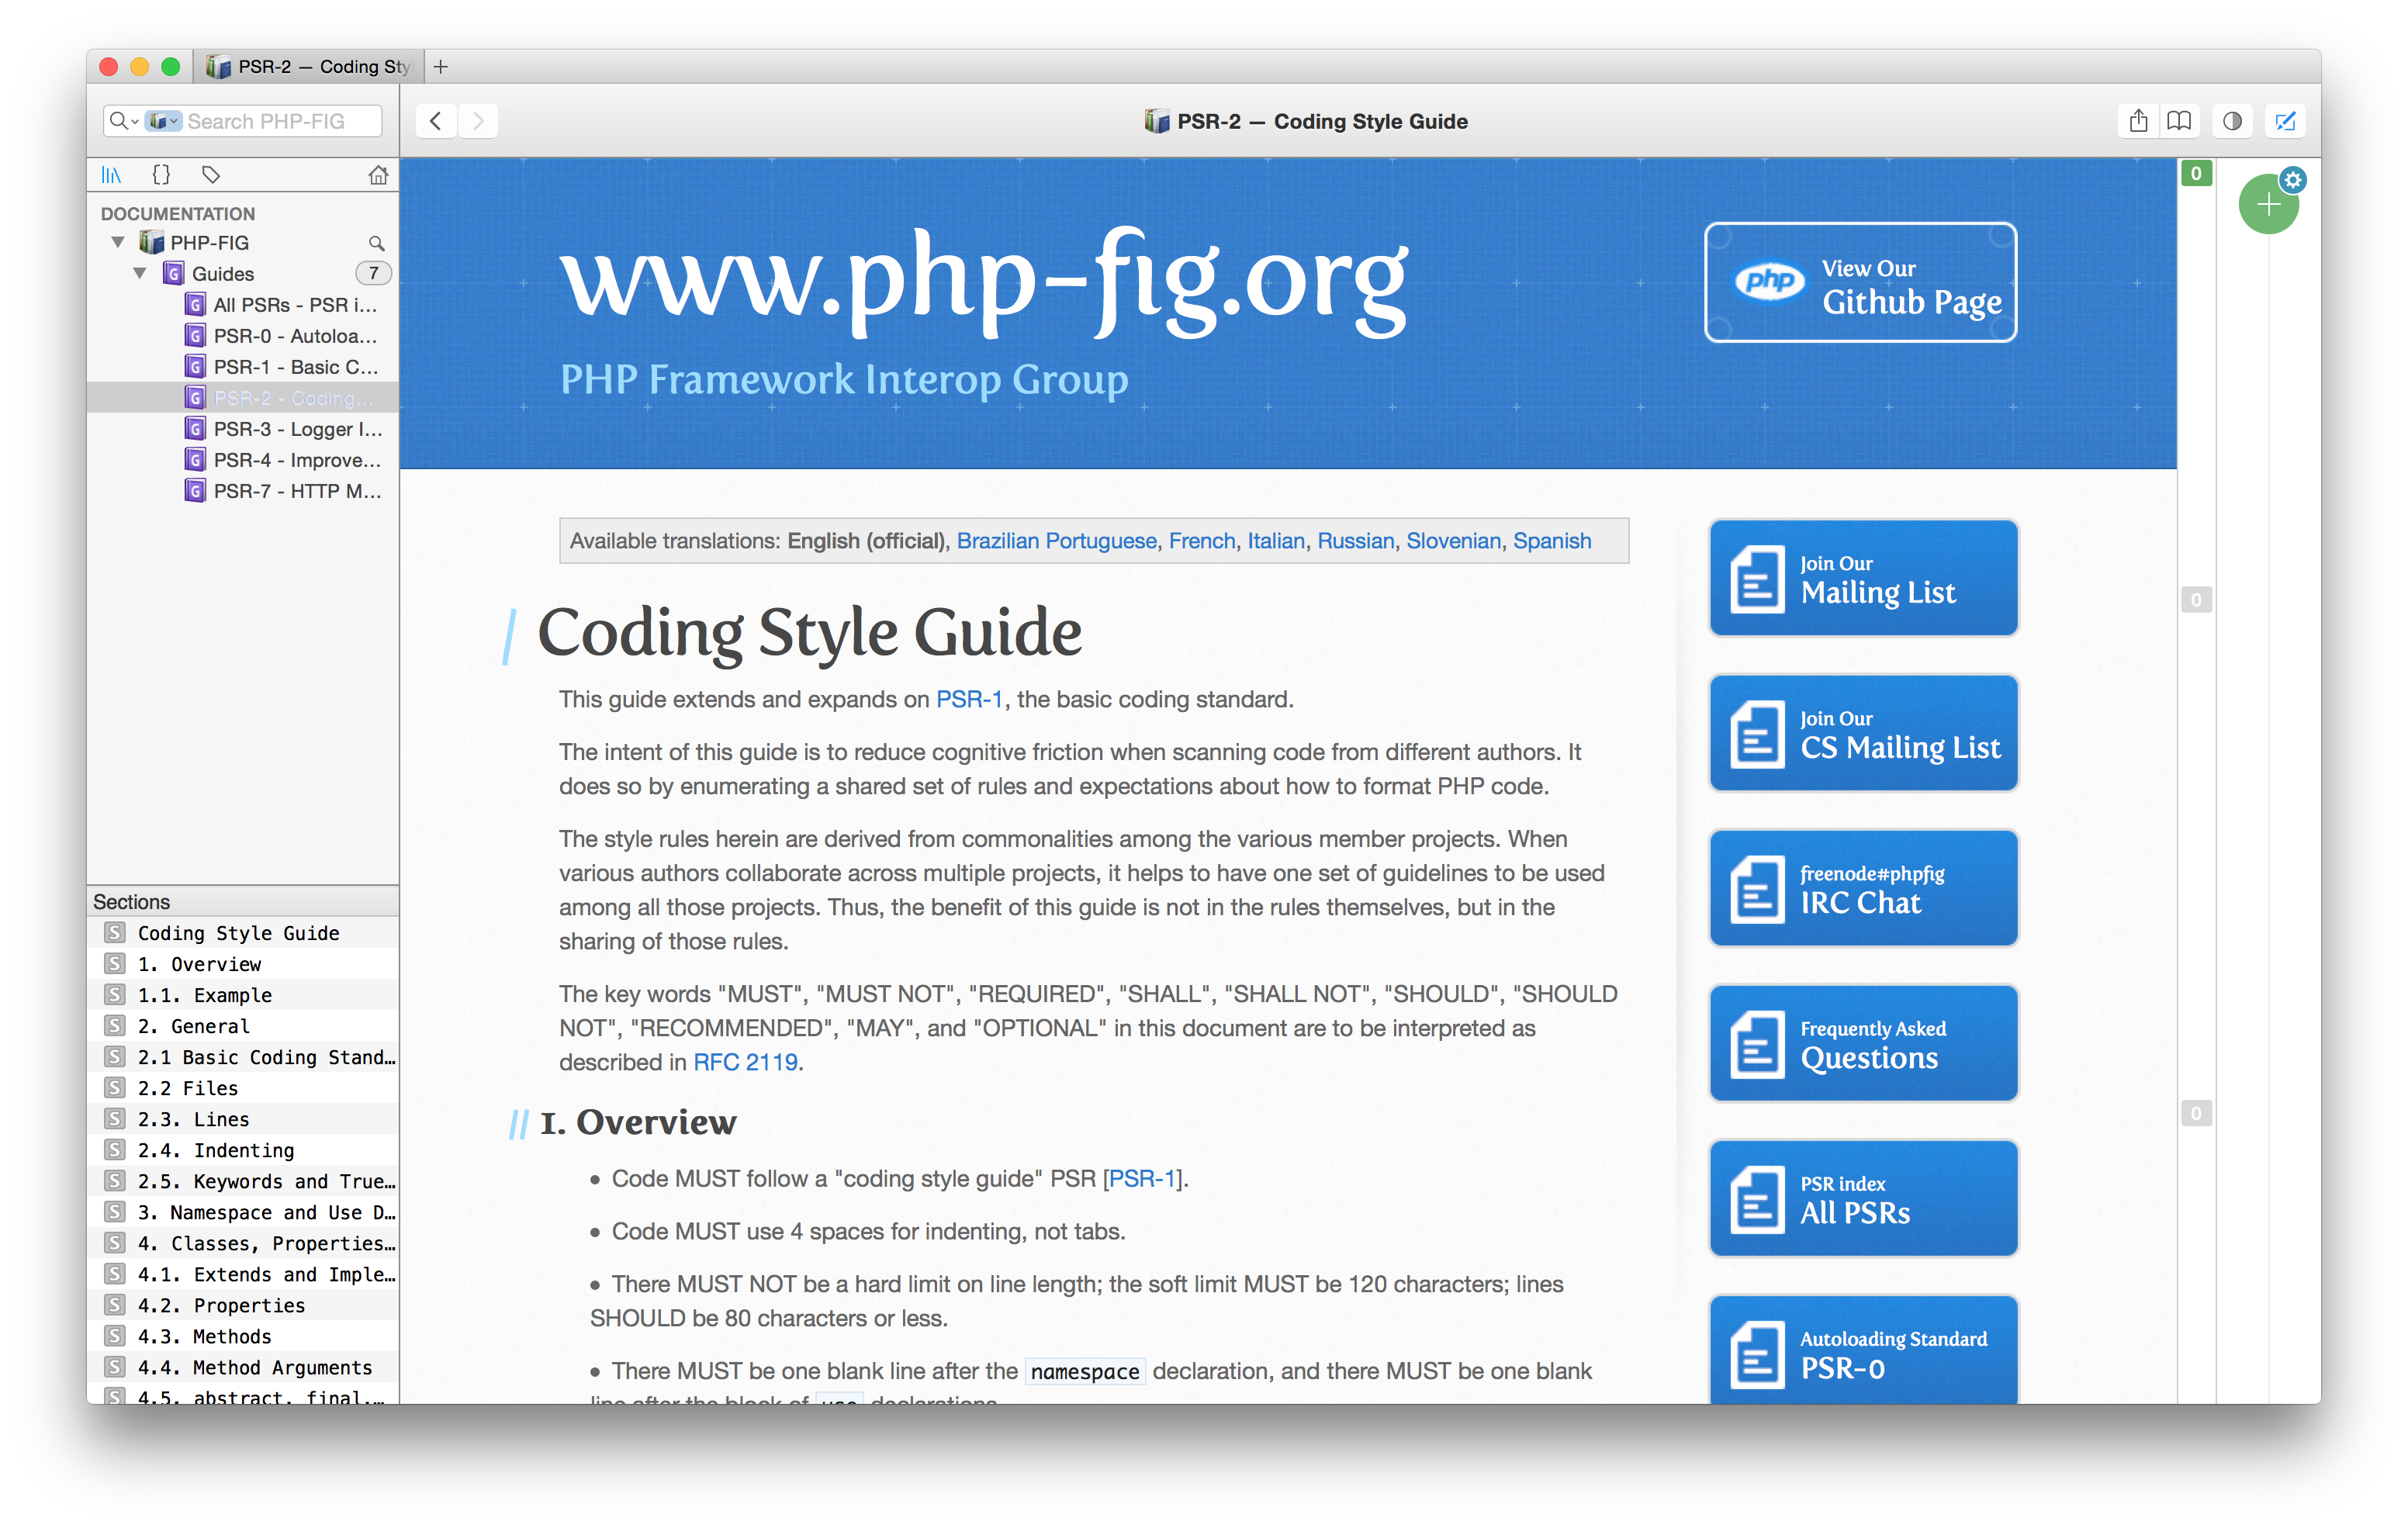 PSR-2 — Coding Sty
Search PHP-FIG
PSR-2 — Coding Style Guide
DOCUMENTATION
PHP-FIG
Guides 7
All PSRs - PSR i...
PSR-0 - Autoloa...
PSR-1 - Basic C...
PSR-2 - Coding...
PSR-3 - Logger I...
PSR-4 - Improve...
PSR-7 - HTTP M...
Sections
Coding Style Guide
1. Overview
1.1. Example
2. General
2.1 Basic Coding Stand…
2.2 Files
2.3. Lines
2.4. Indenting
2.5. Keywords and True…
3. Namespace and Use D…
4. Classes, Properties…
4.1. Extends and Imple…
4.2. Properties
4.3. Methods
4.4. Method Arguments
4.5. abstract, final,…
www.php-fig.org
PHP Framework Interop Group
php
View Our
Github Page
Available translations: English (official), Brazilian Portuguese, French, Italian, Russian, Slovenian, Spanish
/ Coding Style Guide
This guide extends and expands on PSR-1, the basic coding standard.
The intent of this guide is to reduce cognitive friction when scanning code from different authors. It
does so by enumerating a shared set of rules and expectations about how to format PHP code.
The style rules herein are derived from commonalities among the various member projects. When
various authors collaborate across multiple projects, it helps to have one set of guidelines to be used
among all those projects. Thus, the benefit of this guide is not in the rules themselves, but in the
sharing of those rules.
The key words "MUST", "MUST NOT", "REQUIRED", "SHALL", "SHALL NOT", "SHOULD", "SHOULD
NOT", "RECOMMENDED", "MAY", and "OPTIONAL" in this document are to be interpreted as
described in RFC 2119.
// 1. Overview
• Code MUST follow a "coding style guide" PSR [PSR-1].
• Code MUST use 4 spaces for indenting, not tabs.
• There MUST NOT be a hard limit on line length; the soft limit MUST be 120 characters; lines
SHOULD be 80 characters or less.
• There MUST be one blank line after the namespace declaration, and there MUST be one blank
line after the block of use declarations.
Join Our
Mailing List
Join Our
CS Mailing List
freenode#phpfig
IRC Chat
Frequently Asked
Questions
PSR index
All PSRs
Autoloading Standard
PSR-0
0
0
0